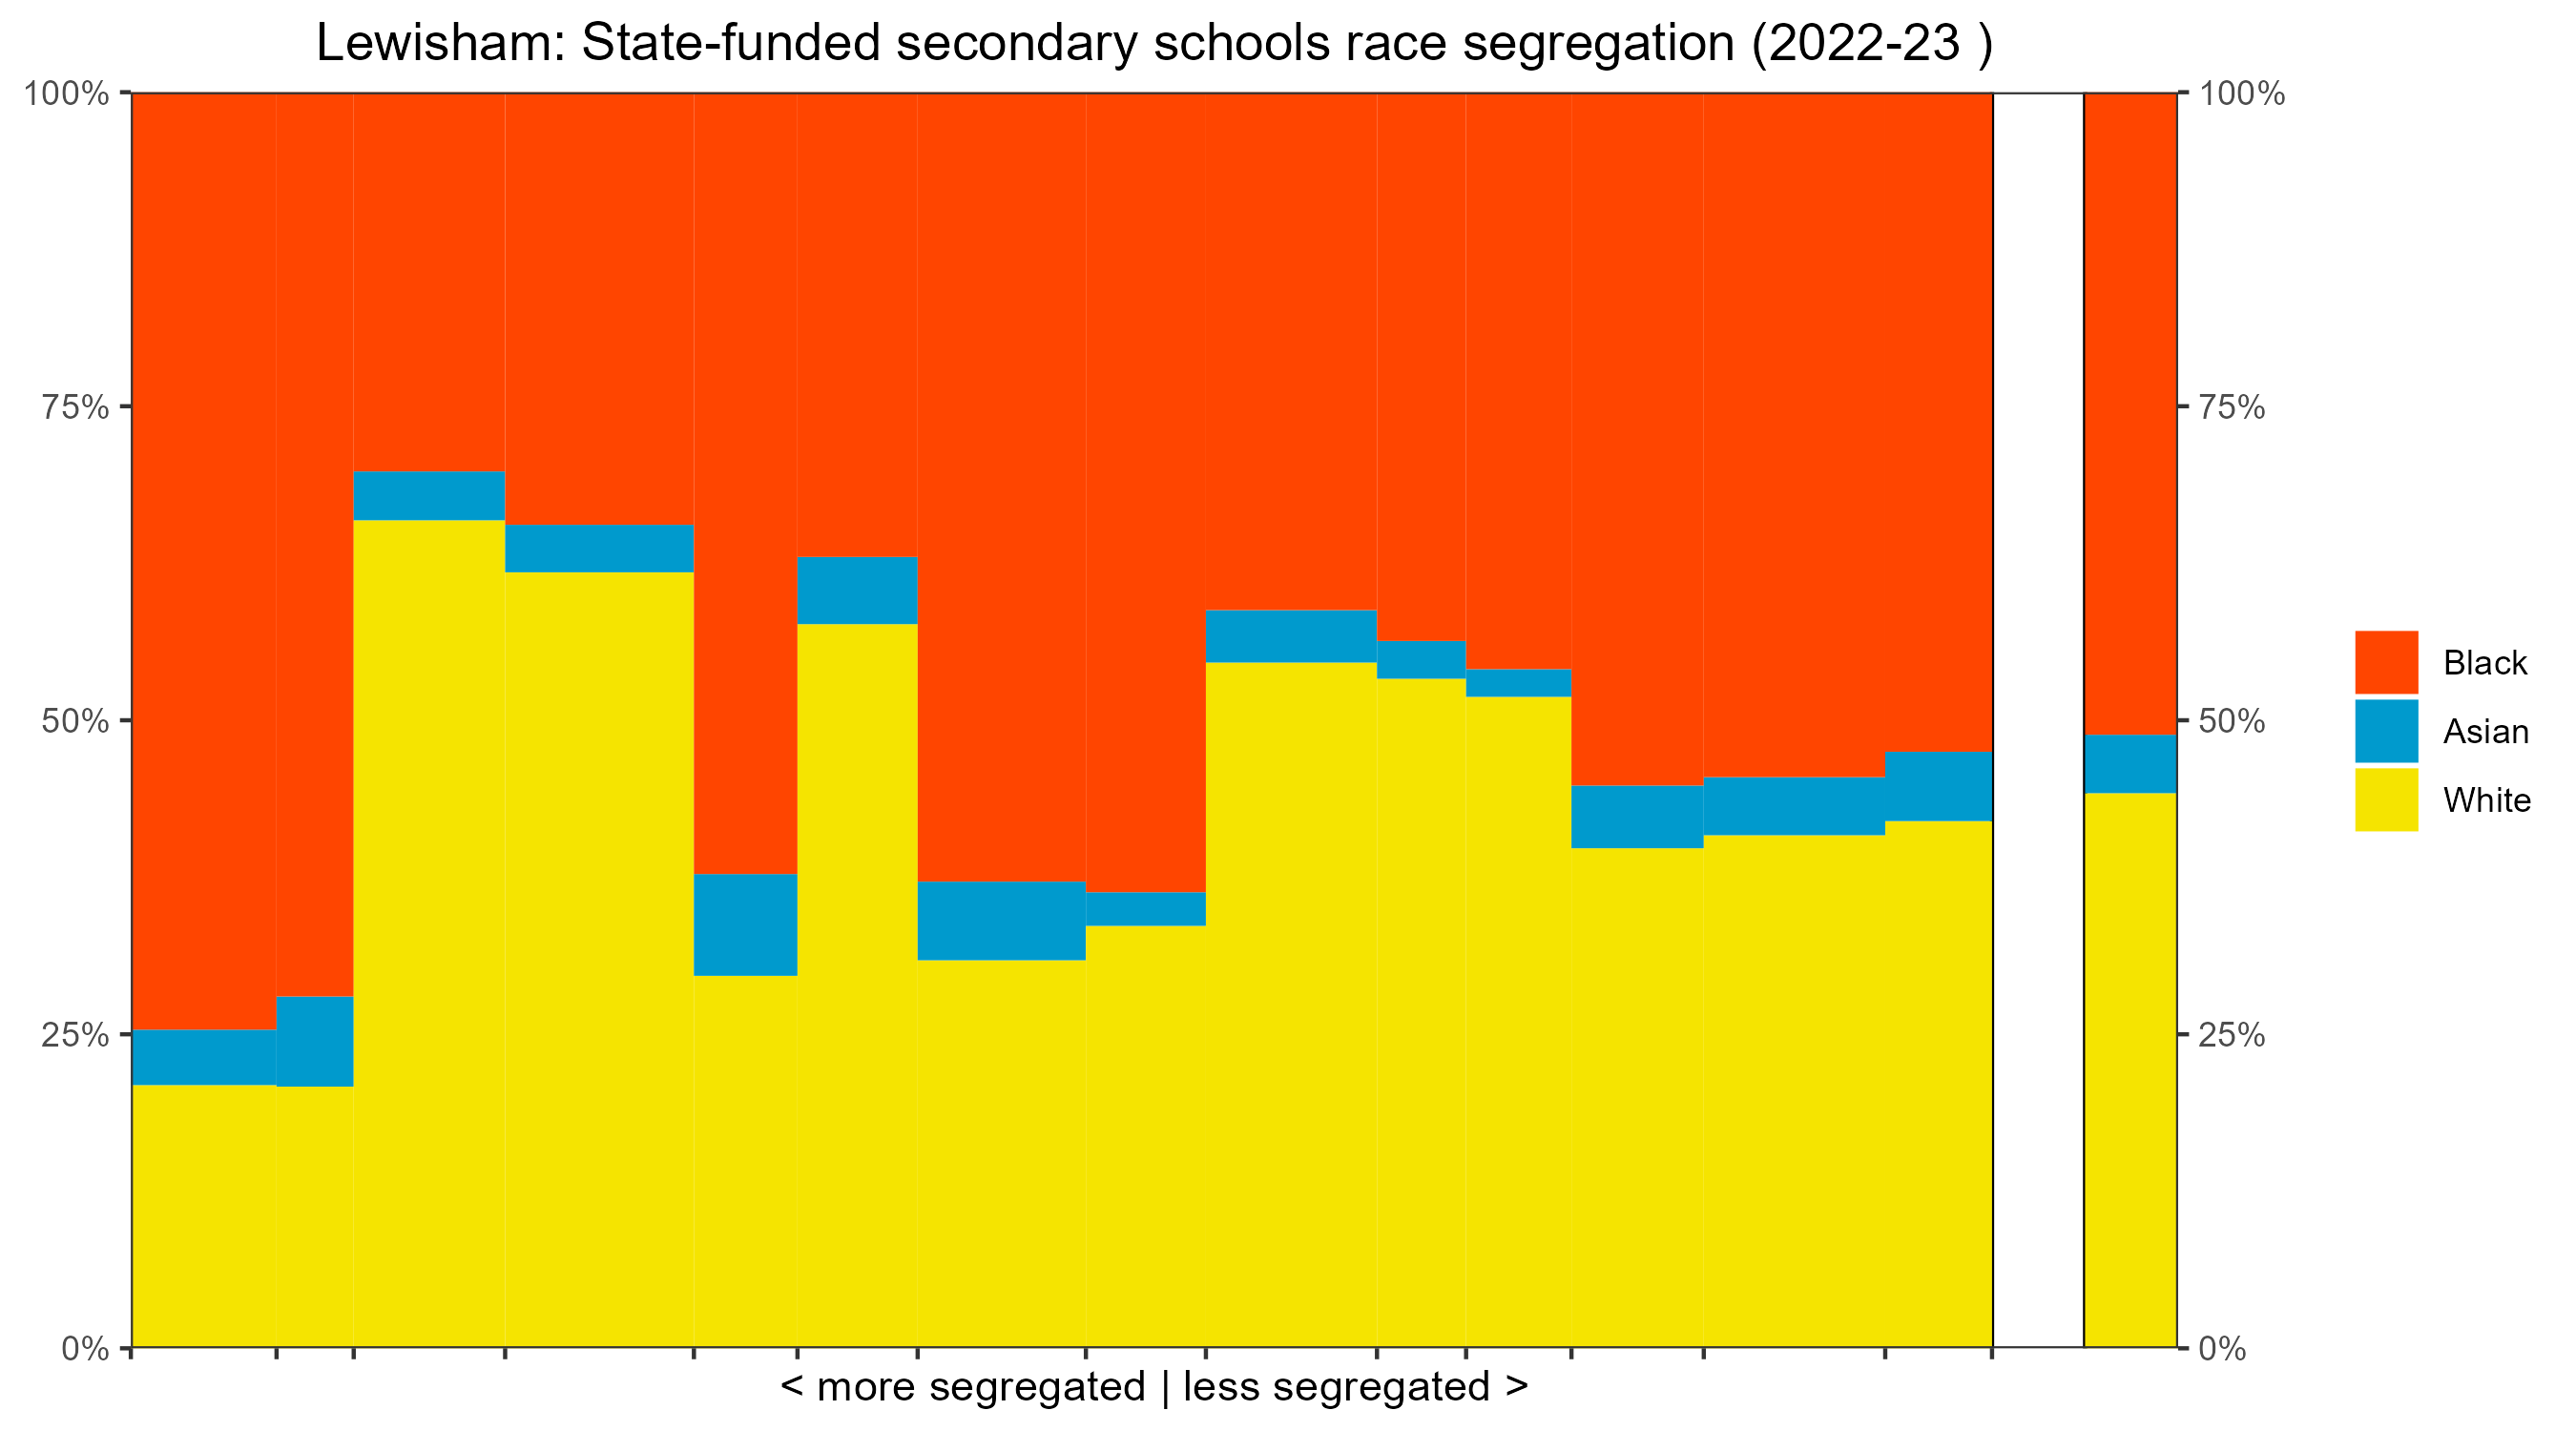 Lewisham: State-funded secondary schools race segregation (2022-23 )
100%
75%
50%
25%
0%
100%
75%
50%
25%
0%
Black
Asian
White
< more segregated | less segregated >